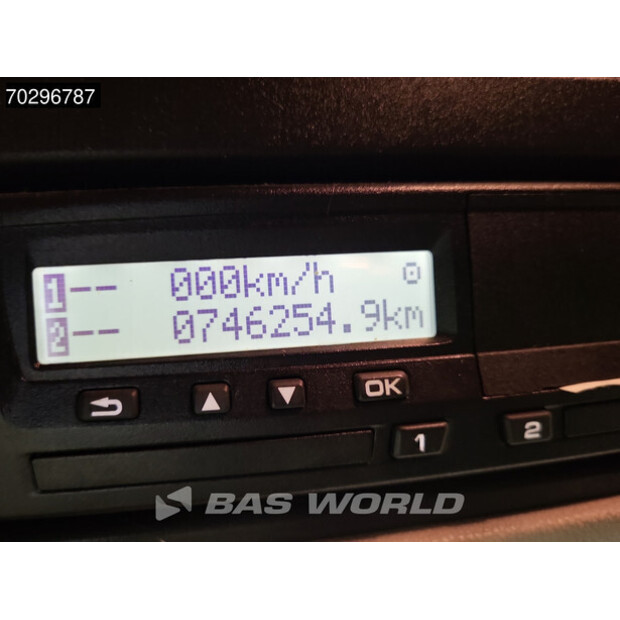 70296787
1-- 000km/h
2-- 0746254.9km
OK
1
2
BAS WORLD